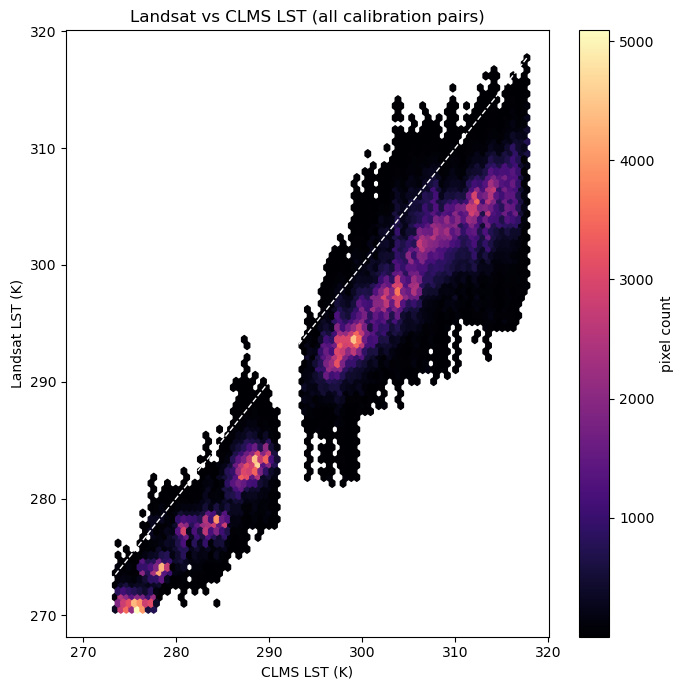 Landsat vs CLMS LST (all calibration pairs)
320
310
300
290
280
270
Landsat LST (K)
270 280 290 300 310 320
CLMS LST (K)
5000
4000
3000
2000
1000
pixel count